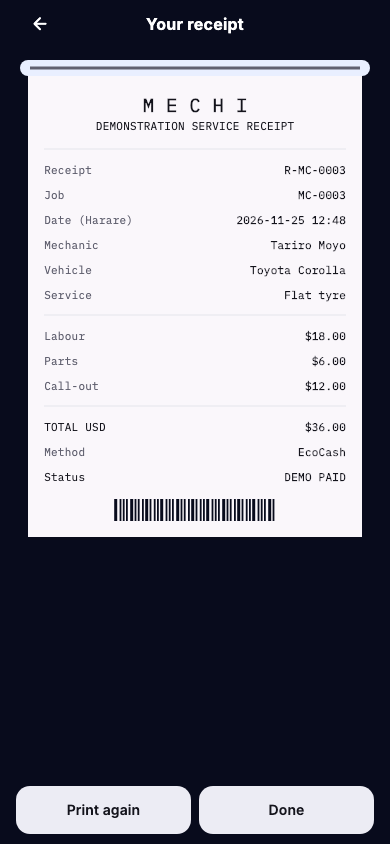 Your receipt
MECHI
DEMONSTRATION SERVICE RECEIPT
Receipt R-MC-0003
Job MC-0003
Date (Harare) 2026-11-25 12:48
Mechanic Tariro Moyo
Vehicle Toyota Corolla
Service Flat tyre
Labour $18.00
Parts $6.00
Call-out $12.00
TOTAL USD $36.00
Method EcoCash
Status DEMO PAID
Print again Done